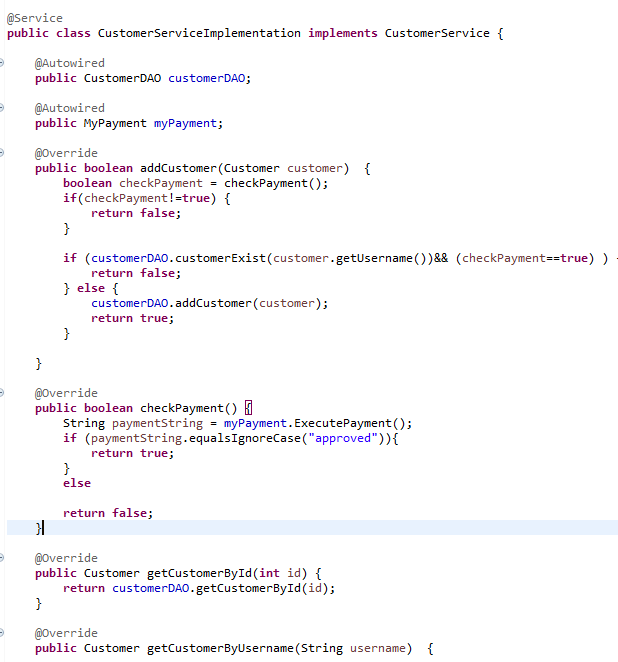 @Service
public class CustomerServiceImplementation implements CustomerService {
@Autowired
public CustomerDAO customerDAO;
@Autowired
public MyPayment myPayment;
@Override
public boolean addCustomer(Customer customer)  {
boolean checkPayment = checkPayment();
if(checkPayment!=true) {
return false;
}
if (customerDAO.customerExist(customer.getUsername())&& (checkPayment==true) )
return false;
} else {
customerDAO.addCustomer(customer);
return true;
}
}
@Override
public boolean checkPayment() {
String paymentString = myPayment.ExecutePayment();
if (paymentString.equalsIgnoreCase("approved")){
return true;
}
else
return false;
}
@Override
public Customer getCustomerById(int id) {
return customerDAO.getCustomerById(id);
}
@Override
public Customer getCustomerByUsername(String username)  {